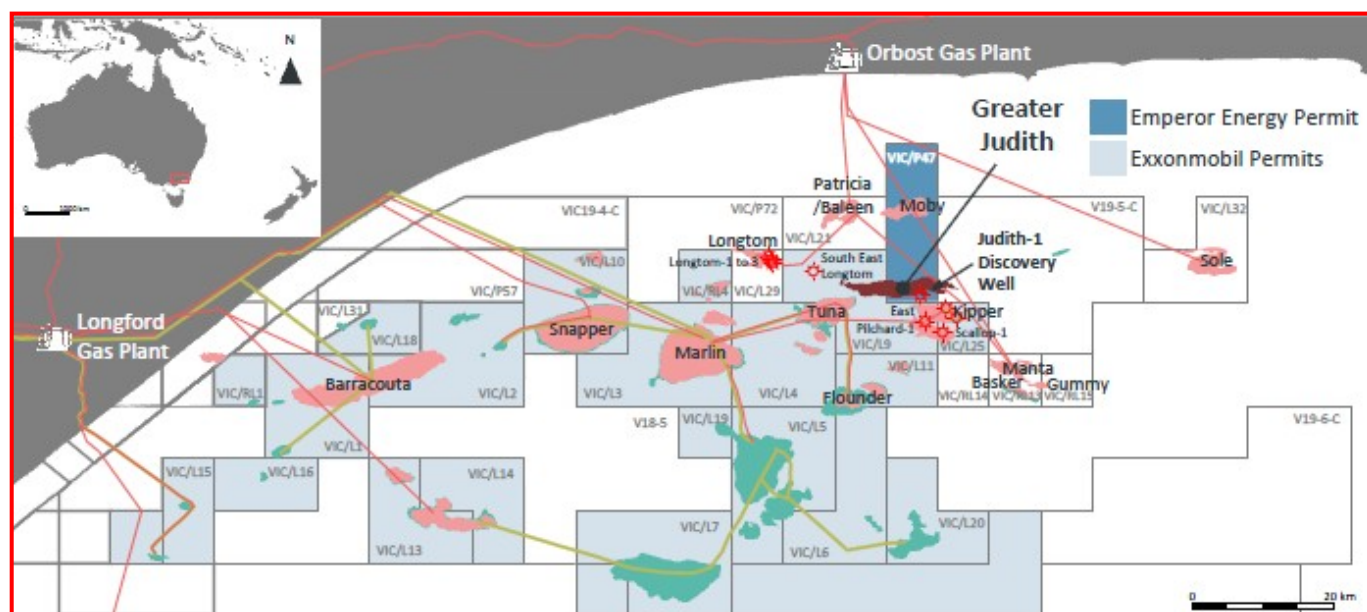 N
0 1000 km
Orbost Gas Plant
Greater
Judith
Emperor Energy Permit
Exxonmobil Permits
VIC/P47
Patricia
/Baleen
Moby
VIC19-4-C
VIC/P72
VIC/L21
V19-5-C
VIC/L32
Longtom
Longtom-1 to 3
South East
Longtom
Judith-1
Discovery
Well
Sole
VIC/L10
VIC/P57
VIC/RL4
VIC/L29
Tuna
East
Pilchard-1
Kipper
Scallop-1
VIC/L9
VIC/L25
Longford
Gas Plant
VIC/L31
VIC/L18
Snapper
Marlin
Barracouta
VIC/RL1
VIC/L2
VIC/L3
VIC/L4
VIC/L11
Flounder
Manta
Basker
Gummy
VIC/RL14
VIC/RL13
VIC/RL15
V18-5
VIC/L19
VIC/L5
V19-6-C
VIC/L1
VIC/L15
VIC/L16
VIC/L14
VIC/L13
VIC/L7
VIC/L6
VIC/L20
0 20 km